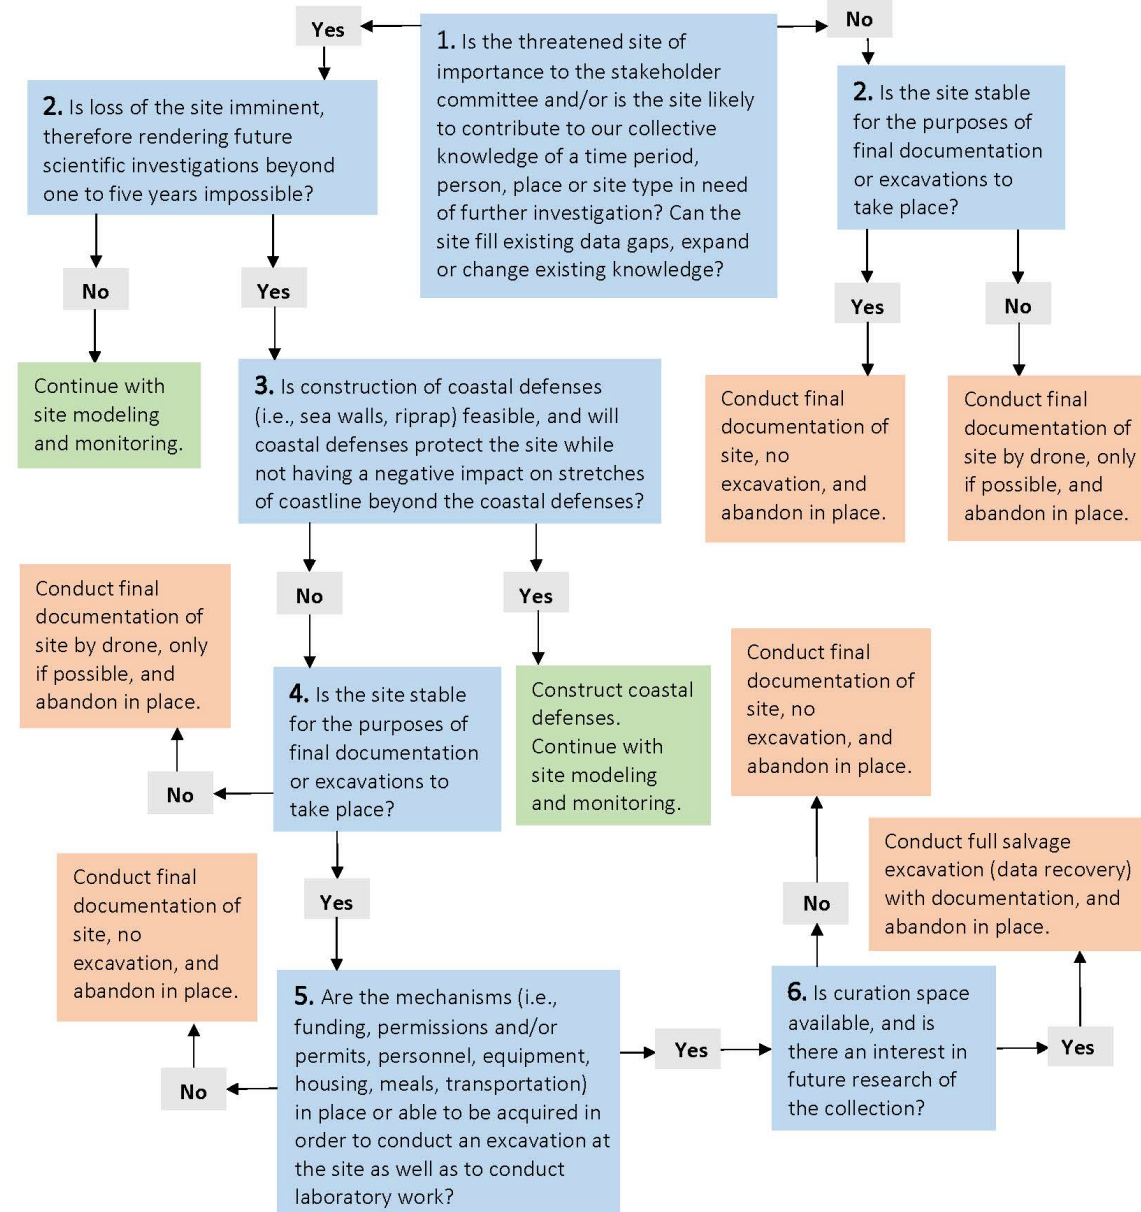 Yes
No
1. Is the threatened site of
importance to the stakeholder
committee and/or is the site likely
to contribute to our collective
knowledge of a time period,
person, place or site type in need
of further investigation? Can the
site fill existing data gaps, expand
or change existing knowledge?
2. Is loss of the site imminent,
therefore rendering future
scientific investigations beyond
one to five years impossible?
2. Is the site stable
for the purposes of
final documentation
or excavations to
take place?
No
Yes
Yes
No
Continue with
site modeling
and monitoring.
3. Is construction of coastal defenses
(i.e., sea walls, riprap) feasible, and will
coastal defenses protect the site while
not having a negative impact on stretches
of coastline beyond the coastal defenses?
Conduct final
documentation of
site, no
excavation, and
abandon in place.
Conduct final
documentation of
site by drone, only
if possible, and
abandon in place.
No
Yes
Conduct final
documentation of
site by drone, only
if possible, and
abandon in place.
No
4. Is the site stable
for the purposes of
final documentation
or excavations to
take place?
Construct coastal
defenses.
Continue with
site modeling
and monitoring.
Conduct final
documentation of
site, no
excavation, and
abandon in place.
No
Conduct full salvage
excavation (data recovery)
with documentation, and
abandon in place.
Yes
Conduct final
documentation of
site, no
excavation, and
abandon in place.
No
5. Are the mechanisms (i.e.,
funding, permissions and/or
permits, personnel, equipment,
housing, meals, transportation)
in place or able to be acquired in
order to conduct an excavation at
the site as well as to conduct
laboratory work?
Yes
6. Is curation space
available, and is
there an interest in
future research of
the collection?
Yes